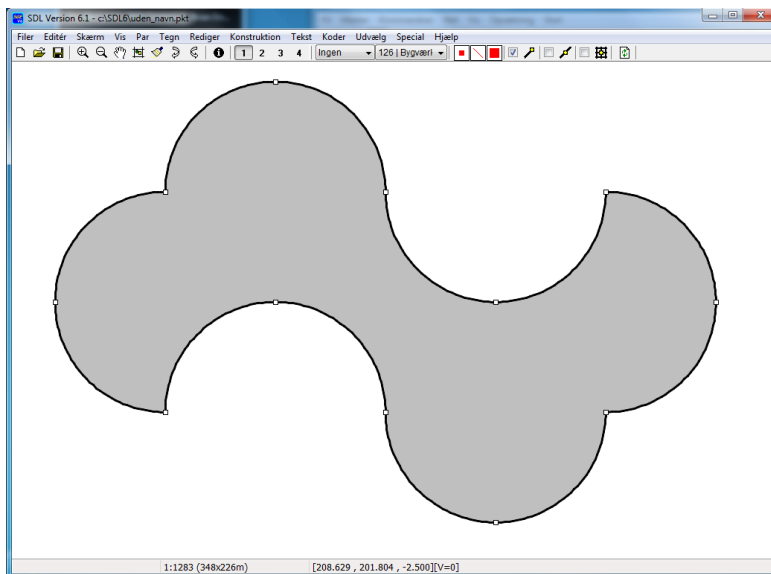 SDL Version 6.1 - c:\SDL6\uden_navn.pkt
Filer Editér Skærm Vis Par Tegn Rediger Konstruktion Tekst Koder Udvælg Special Hjælp
1 2 3 4 Ingen 126 | Bygværl
1:1283 (348x226m) [208.629 , 201.804 , -2.500][V=0]